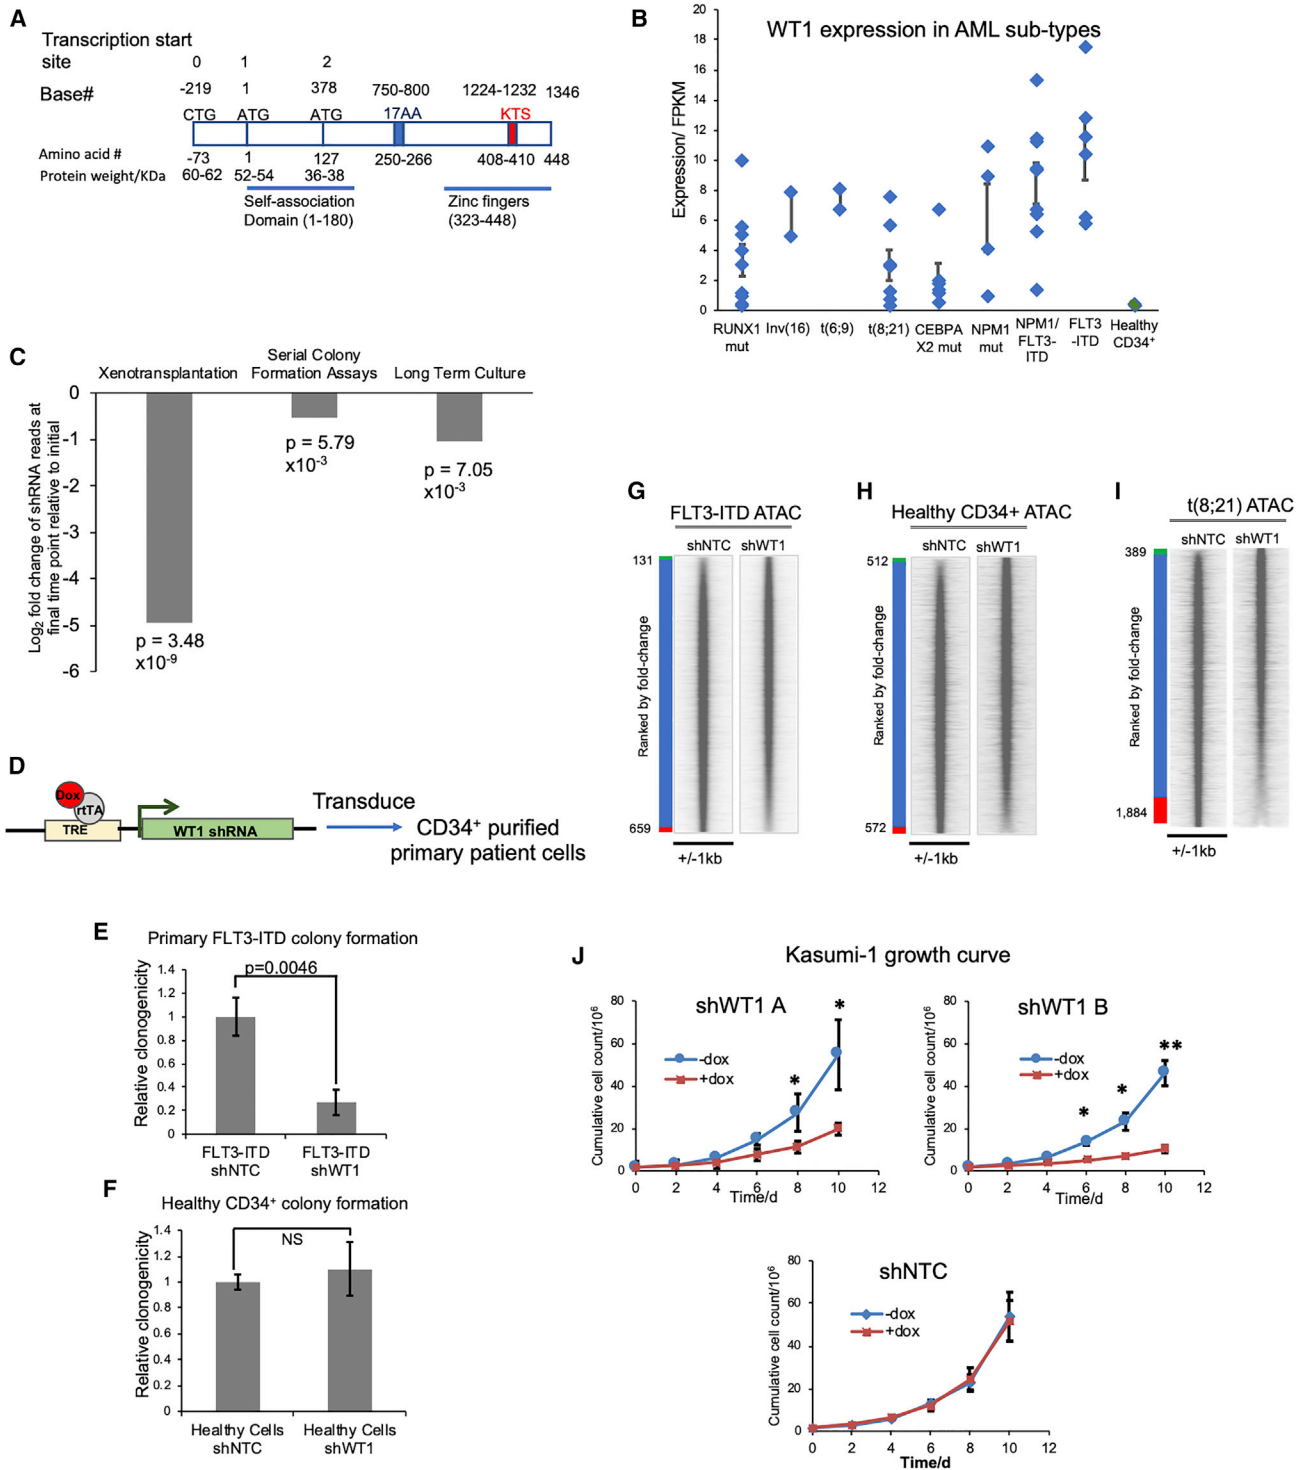 A
Transcription start
site 0 1 2
Base# -219 1 378 750-800 1224-1232 1346
CTG ATG ATG 17AA KTS
Amino acid # -73 1 127 250-266 408-410 448
Protein weight/KDa 60-62 52-54 36-38
Self-association
Domain (1-180)
Zinc fingers
(323-448)
B
WT1 expression in AML sub-types
Expression/ FPKM
20
18
16
14
12
10
8
6
4
2
0
RUNX1
mut
Inv(16)
t(6;9)
t(8;21)
CEBPA
X2 mut
NPM1
mut
NPM1/
FLT3-
ITD
FLT3
-ITD
Healthy
CD34⁺
C
Xenotransplantation
Serial Colony
Formation Assays
Long Term Culture
Log₂ fold change of shRNA reads at
final time point relative to initial
0
-1
-2
-3
-4
-5
-6
p = 3.48
x10⁻⁹
p = 5.79
x10⁻³
p = 7.05
x10⁻³
D
Dox
rtTA
TRE
WT1 shRNA
Transduce
CD34⁺ purified
primary patient cells
E
Primary FLT3-ITD colony formation
Relative clonogenicity
1.4
1.2
1
0.8
0.6
0.4
0.2
0
p=0.0046
FLT3-ITD
shNTC
FLT3-ITD
shWT1
F
Healthy CD34⁺ colony formation
Relative clonogenicity
1.4
1.2
1
0.8
0.6
0.4
0.2
0
NS
Healthy Cells
shNTC
Healthy Cells
shWT1
G
FLT3-ITD ATAC
shNTC shWT1
131
Ranked by fold-change
659
+/-1kb
H
Healthy CD34+ ATAC
shNTC shWT1
512
Ranked by fold-change
572
+/-1kb
I
t(8;21) ATAC
shNTC shWT1
389
Ranked by fold-change
1,884
+/-1kb
J
Kasumi-1 growth curve
shWT1 A
Cumulative cell count/10⁶
80
60
40
20
0
-dox
+dox
*
*
0 2 4 6 8 10 12
Time/d
shWT1 B
Cumulative cell count/10⁶
80
60
40
20
0
-dox
+dox
*
*
**
0 2 4 6 8 10 12
Time/d
shNTC
Cumulative cell count/10⁶
80
60
40
20
0
-dox
+dox
0 2 4 6 8 10 12
Time/d